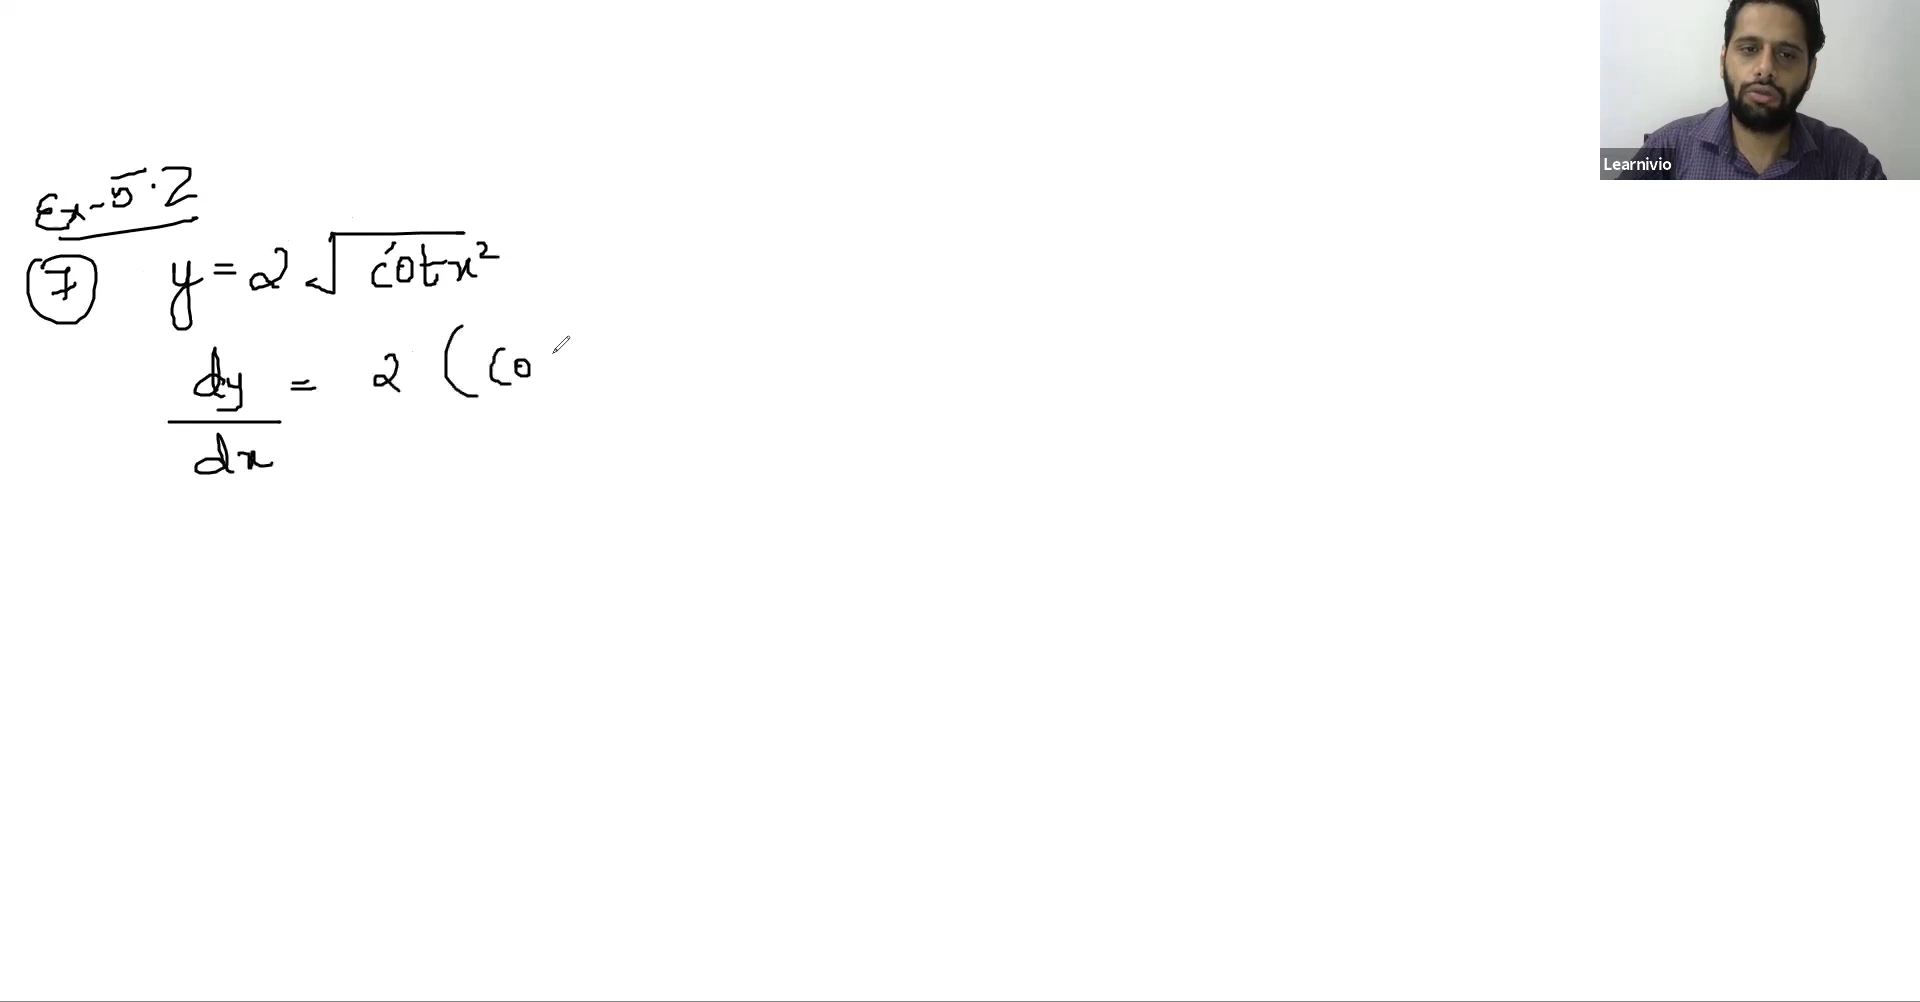 Ex-5.2
7 y = 2 √cot x²
dy/dx = 2 (co
Learnivio